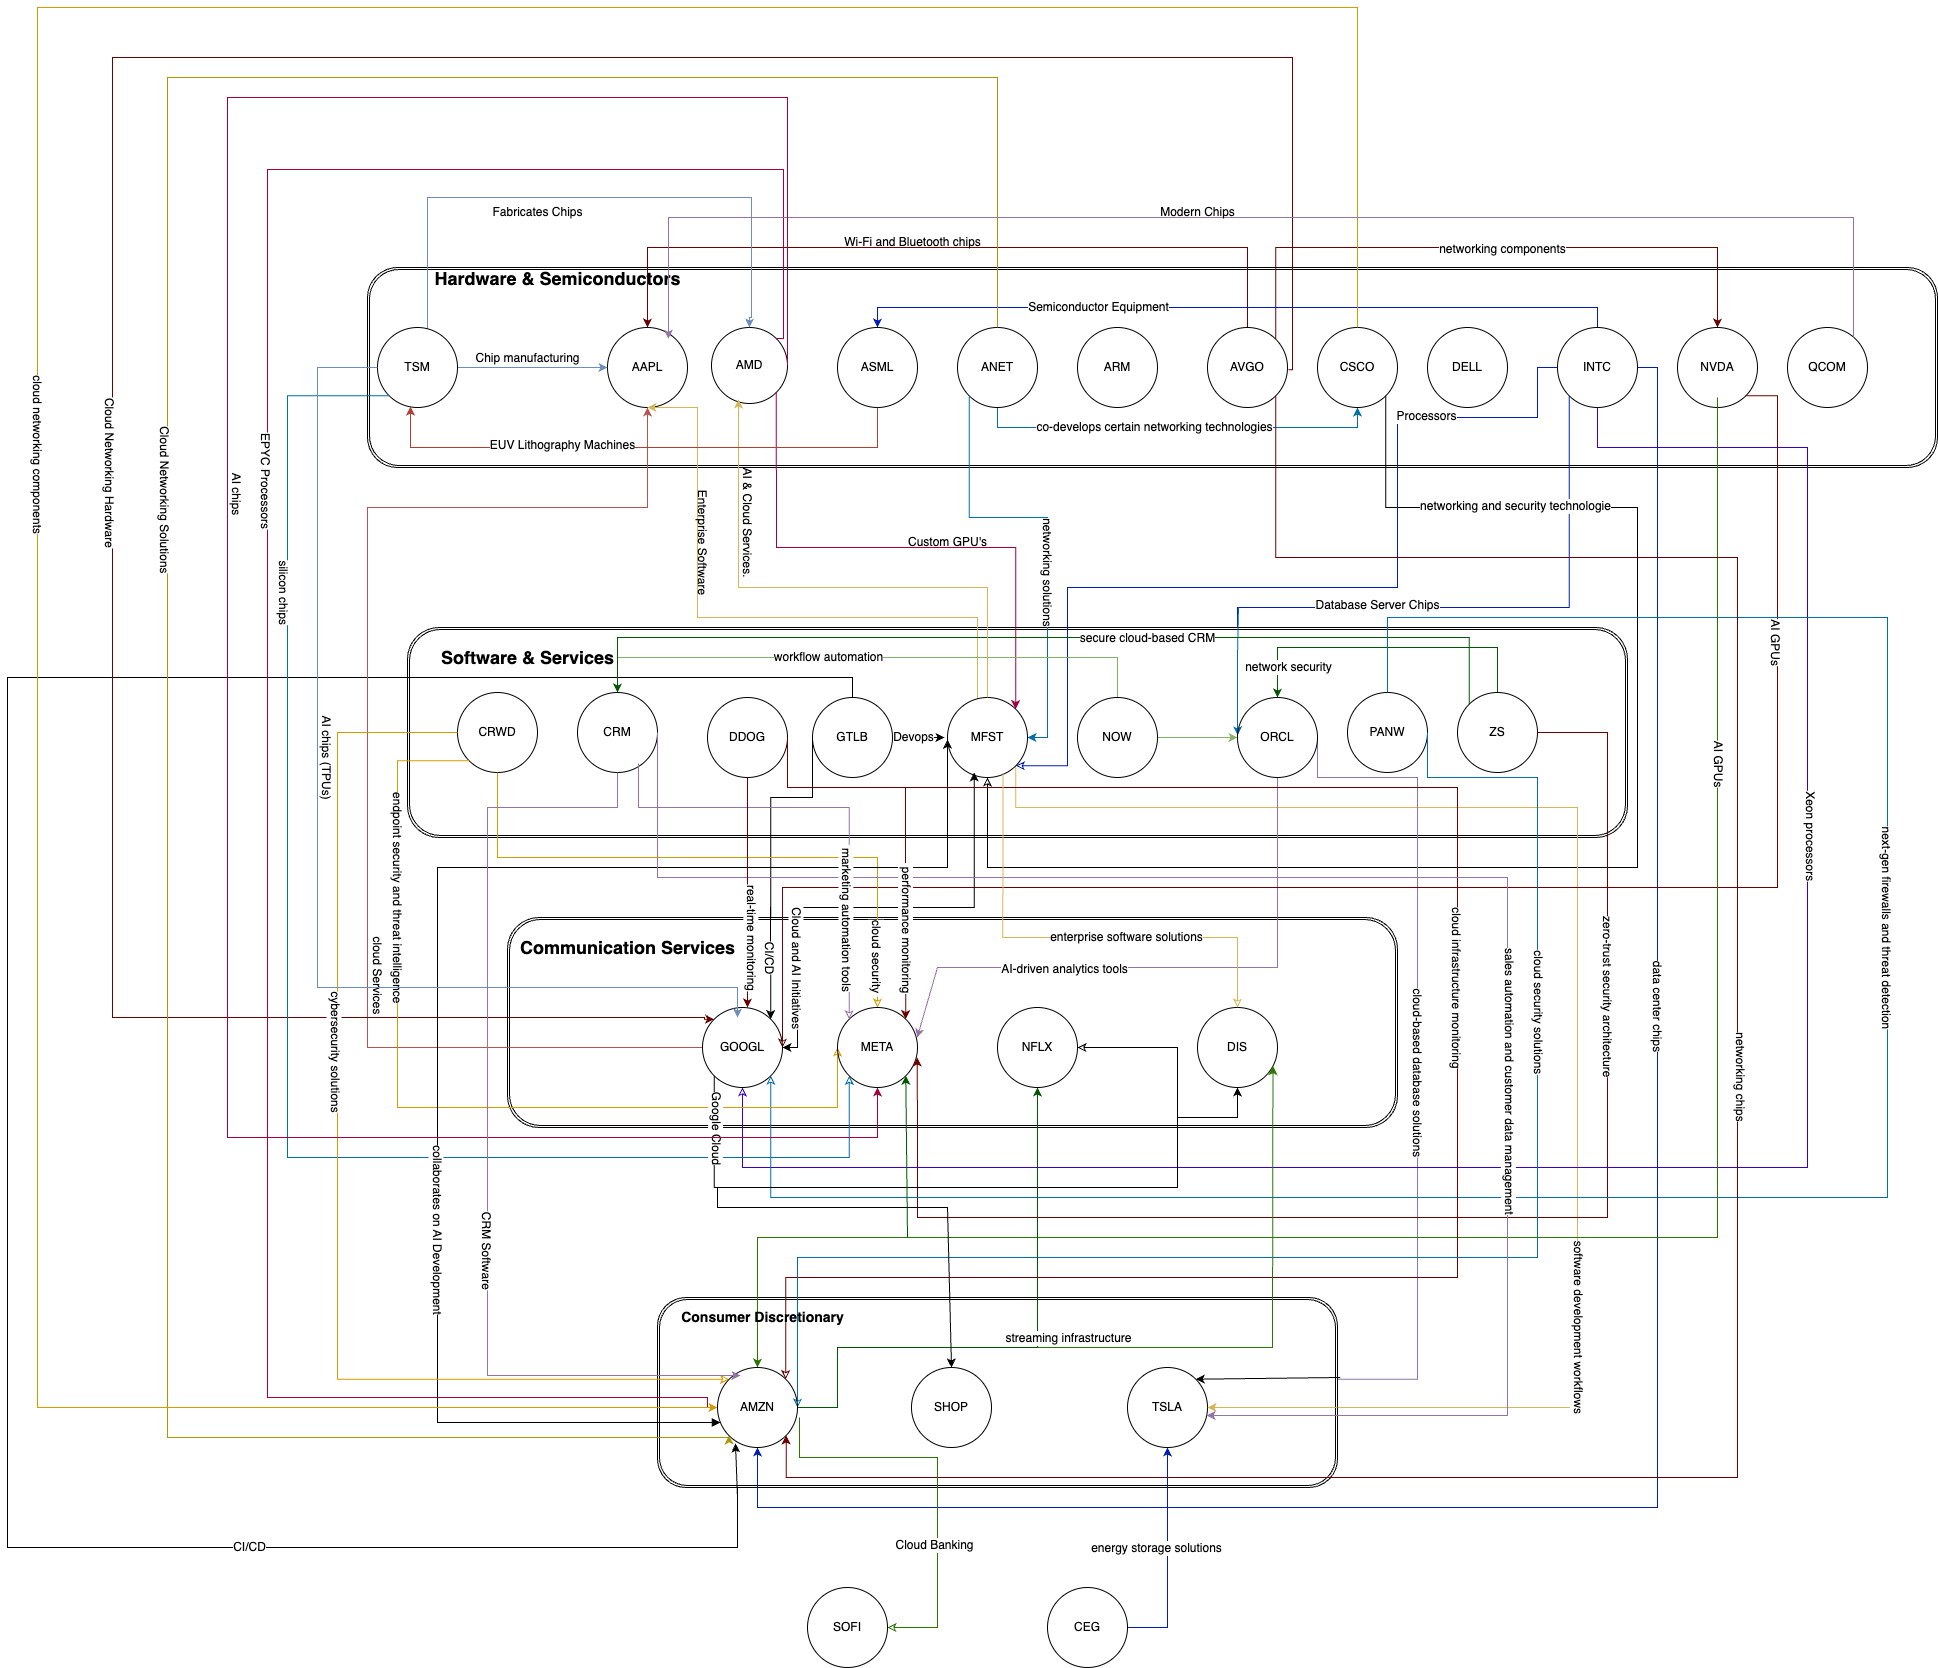 Fabricates Chips
Modern Chips
Wi-Fi and Bluetooth chips
networking components
Hardware & Semiconductors
Semiconductor Equipment
TSM
Chip manufacturing
AAPL
AMD
ASML
ANET
ARM
AVGO
CSCO
DELL
INTC
NVDA
QCOM
Processors
co-develops certain networking technologies
EUV Lithography Machines
cloud networking components
Cloud Networking Hardware
Cloud Networking Solutions
EPYC Processors
AI chips
silicon chips
Enterprise Software
AI & Cloud Services.
networking and security technologie
Custom GPU's
networking solutions
Database Server Chips
AI GPUs
secure cloud-based CRM
Software & Services
workflow automation
network security
CRWD
CRM
DDOG
GTLB
Devops
MFST
NOW
ORCL
PANW
ZS
AI chips (TPUs)
AI GPUs
Xeon processors
endpoint security and threat intelligence
next-gen firewalls and threat detection
marketing automation tools
performance monitoring
real-time monitoring
CI/CD
Cloud and AI Initiatives
cloud security
cloud Services
Communication Services
enterprise software solutions
AI-driven analytics tools
cloud infrastructure monitoring
zero-trust security architecture
cloud security solutions
sales automation and customer data management
data center chips
cloud-based database solutions
cybersecurity solutions
networking chips
GOOGL
META
NFLX
DIS
Google Cloud
collaborates on AI Development
CRM Software
software development workflows
Consumer Discretionary
streaming infrastructure
AMZN
SHOP
TSLA
CI/CD
Cloud Banking
energy storage solutions
SOFI
CEG